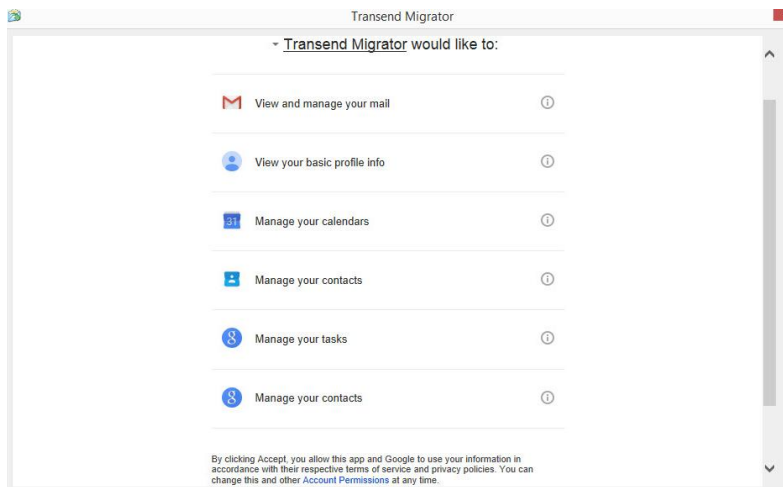 Transend Migrator
Transend Migrator would like to:
View and manage your mail
View your basic profile info
31
Manage your calendars
Manage your contacts
8
Manage your tasks
8
Manage your contacts
By clicking Accept, you allow this app and Google to use your information in
accordance with their respective terms of service and privacy policies. You can
change this and other Account Permissions at any time.